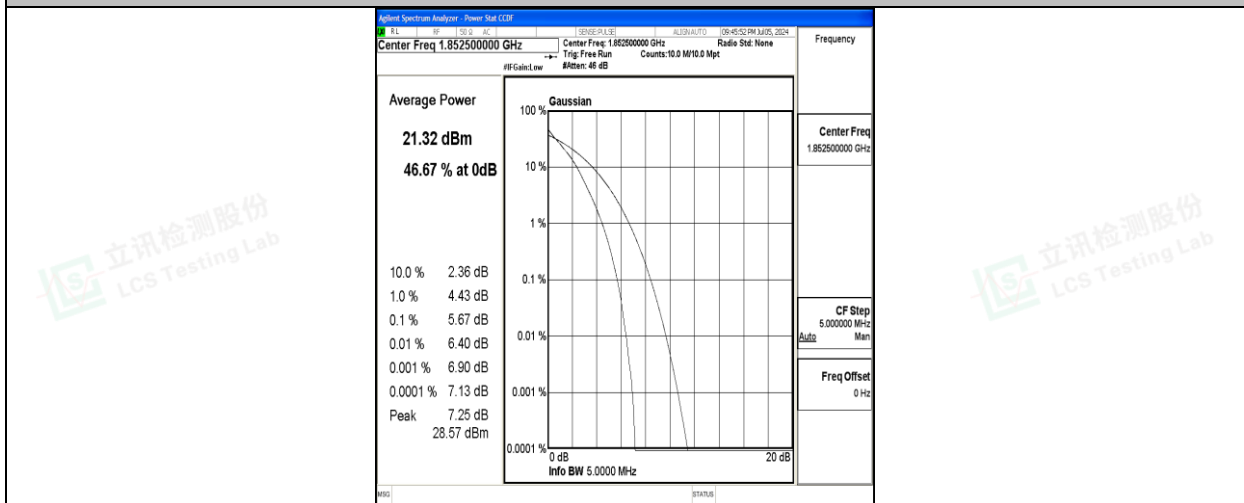 Agilent Spectrum Analyzer - Power Stat CCDF
RL RF 50 Ω AC SENSE:PULSE ALIGNAUTO 09:45:52 PM Jul 05, 2024
Center Freq 1.852500000 GHz
Center Freq: 1.852500000 GHz Radio Std: None
Trig: Free Run Counts:10.0 M/10.0 Mpt
#IFGain:Low #Atten: 46 dB
Frequency
Average Power
21.32 dBm
46.67 % at 0dB
10.0 % 2.36 dB
1.0 % 4.43 dB
0.1 % 5.67 dB
0.01 % 6.40 dB
0.001 % 6.90 dB
0.0001 % 7.13 dB
Peak 7.25 dB
28.57 dBm
Gaussian
100 %
10 %
1 %
0.1 %
0.01 %
0.001 %
0.0001 %
0 dB 20 dB
Info BW 5.0000 MHz
Center Freq
1.852500000 GHz
CF Step
5.000000 MHz
Auto Man
Freq Offset
0 Hz
MSG STATUS
立讯检测股份
LCS Testing Lab
立讯检测股份
LCS Testing Lab